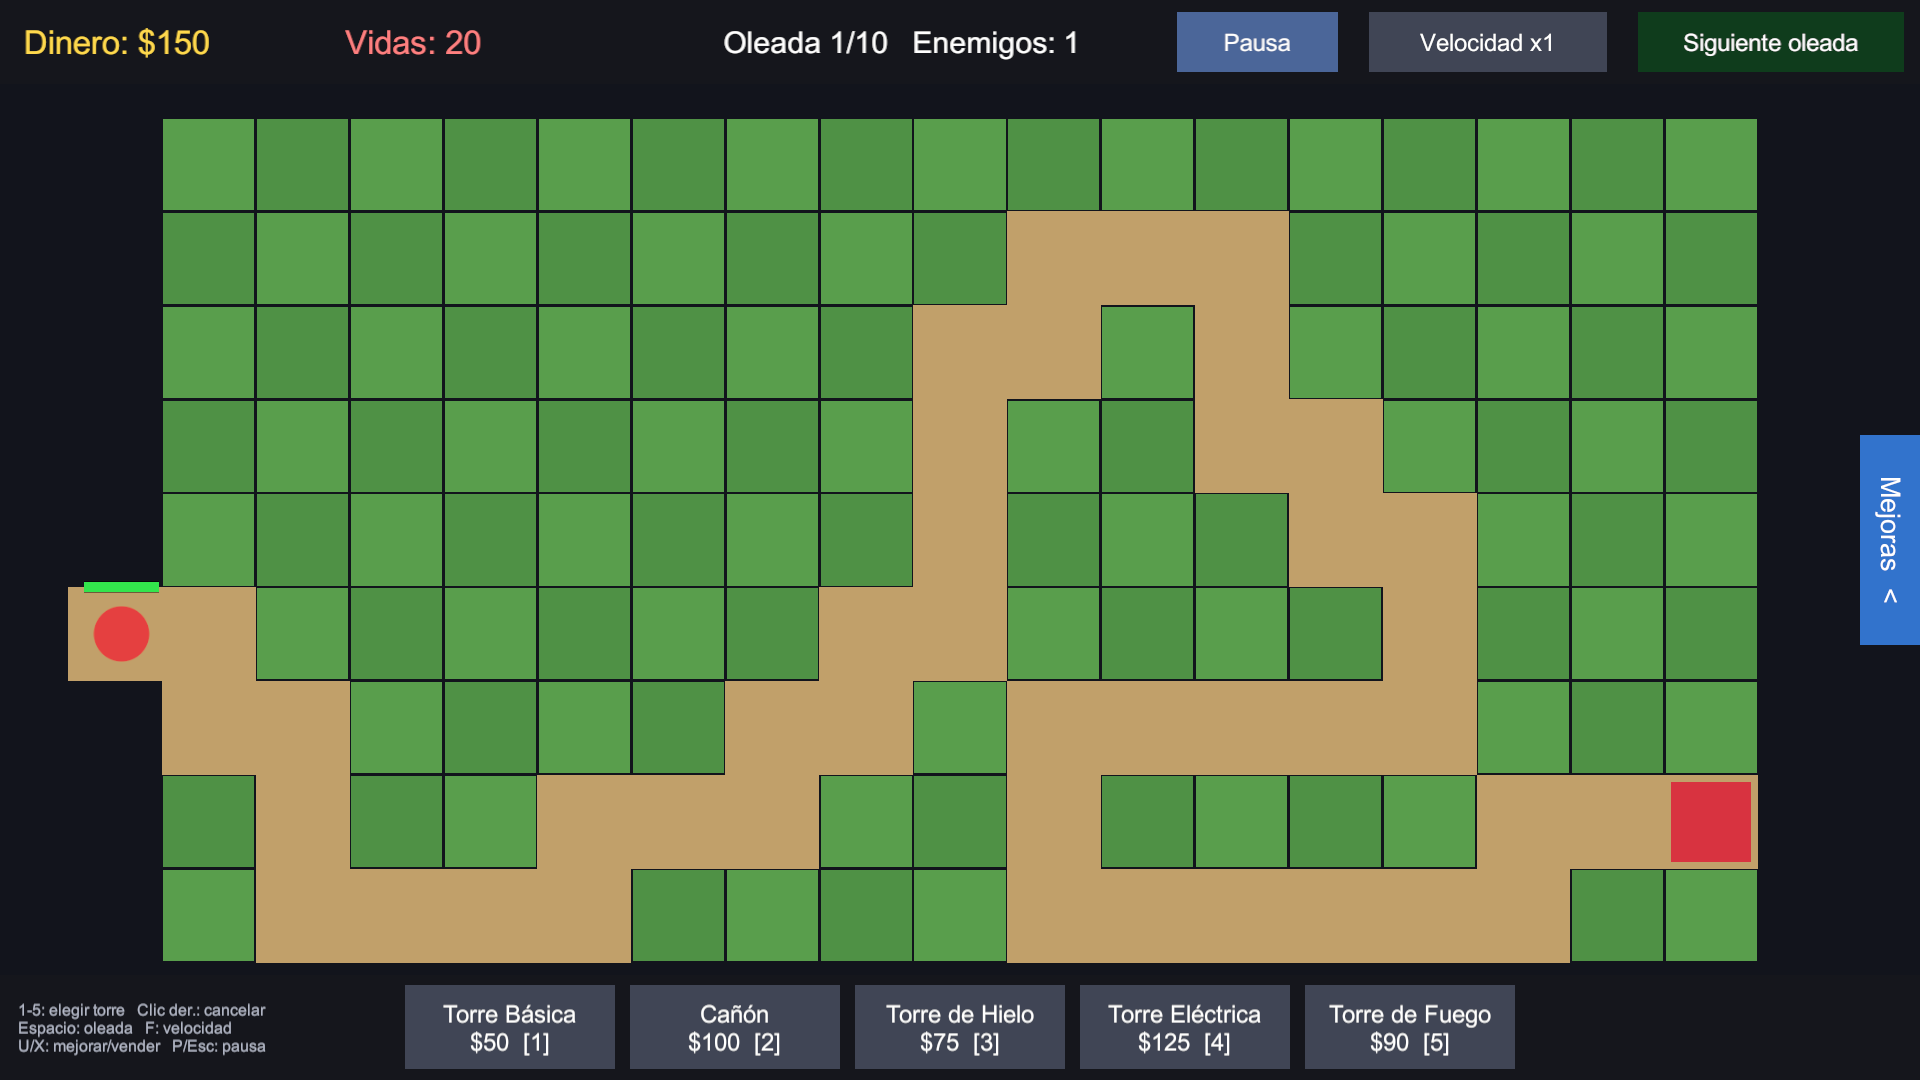 Dinero: $150
Vidas: 20
Oleada 1/10
Enemigos: 1
Pausa
Velocidad x1
Siguiente oleada
Mejoras <
1-5: elegir torre Clic der.: cancelar
Espacio: oleada F: velocidad
U/X: mejorar/vender P/Esc: pausa
Torre Básica
$50 [1]
Cañón
$100 [2]
Torre de Hielo
$75 [3]
Torre Eléctrica
$125 [4]
Torre de Fuego
$90 [5]